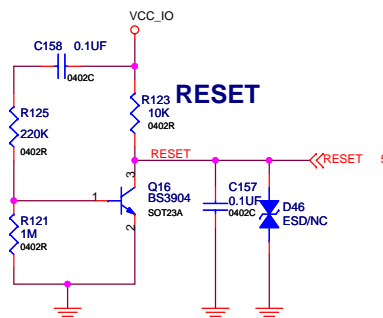 VCC_IO
C158 0.1UF
0402C
R123
10K
0402R
RESET
R125
220K
0402R
RESET
RESET
3
1
2
Q16
BS3904
SOT23A
C157
0.1UF
0402C
D46
ESD/NC
R121
1M
0402R